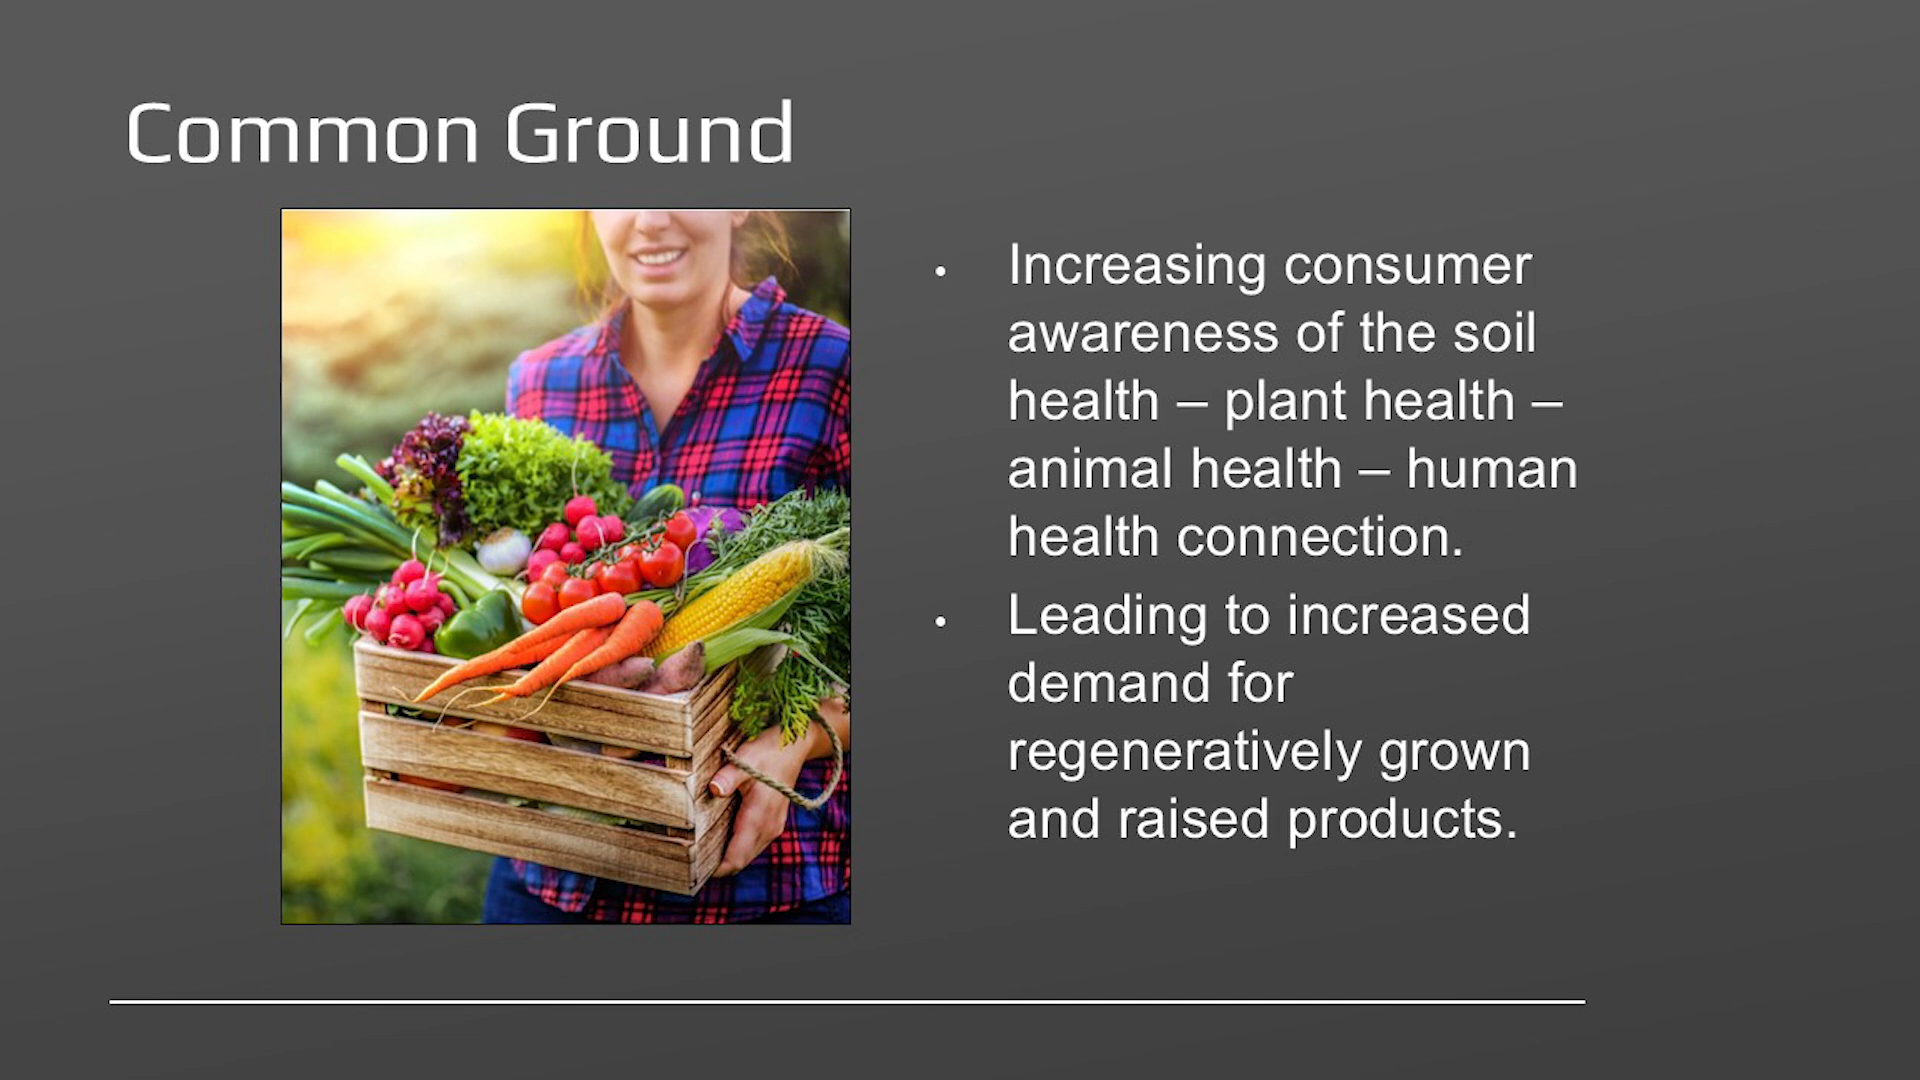 Common Ground
• Increasing consumer
awareness of the soil
health – plant health –
animal health – human
health connection.
• Leading to increased
demand for
regeneratively grown
and raised products.